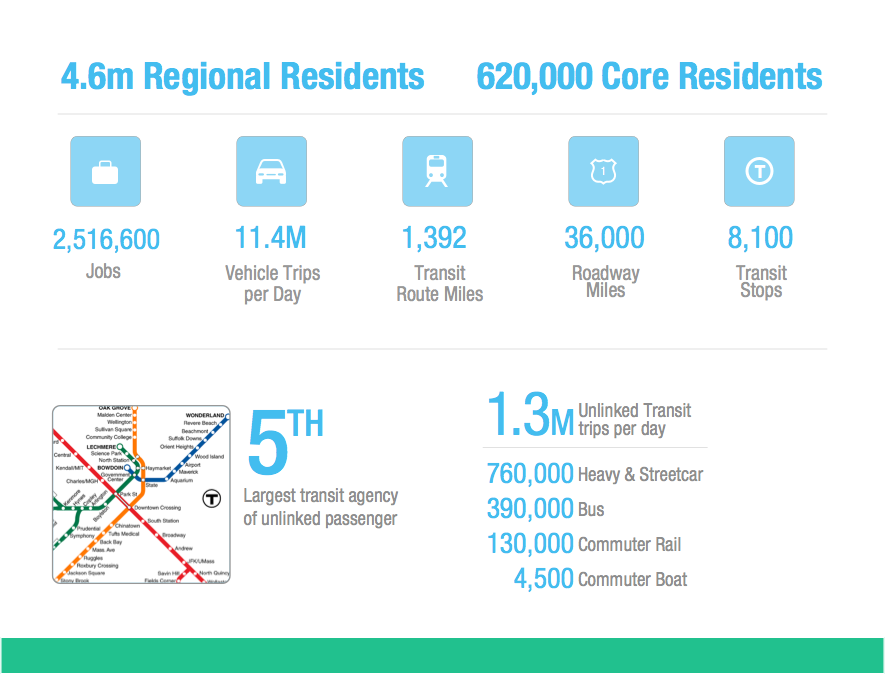 4.6m Regional Residents
620,000 Core Residents
1
T
2,516,600
Jobs
11.4M
Vehicle Trips
per Day
1,392
Transit
Route Miles
36,000
Roadway
Miles
8,100
Transit
Stops
OAK GROVE
Malden Center
Wellington
Sullivan Square
Community College
LECHMERE
Science Park
North Station
BOWDOIN
Government
Center
Haymarket
State
WONDERLAND
Revere Beach
Beachmont
Suffolk Downs
Orient Heights
Wood Island
Airport
Maverick
Aquarium
Central
Kendall/MIT
Charles/MGH
Park St
Kenmore
Hynes
Copley
Arlington
Boylston
T
Downtown Crossing
South Station
Broadway
Andrew
JFK/UMass
Savin Hill
Fields Corner
North Quincy
Prudential
Symphony
Chinatown
Tufts Medical
Back Bay
Mass. Ave
Ruggles
Roxbury Crossing
Jackson Square
Stony Brook
5TH
Largest transit agency
of unlinked passenger
1.3M Unlinked Transit
trips per day
760,000 Heavy & Streetcar
390,000 Bus
130,000 Commuter Rail
4,500 Commuter Boat